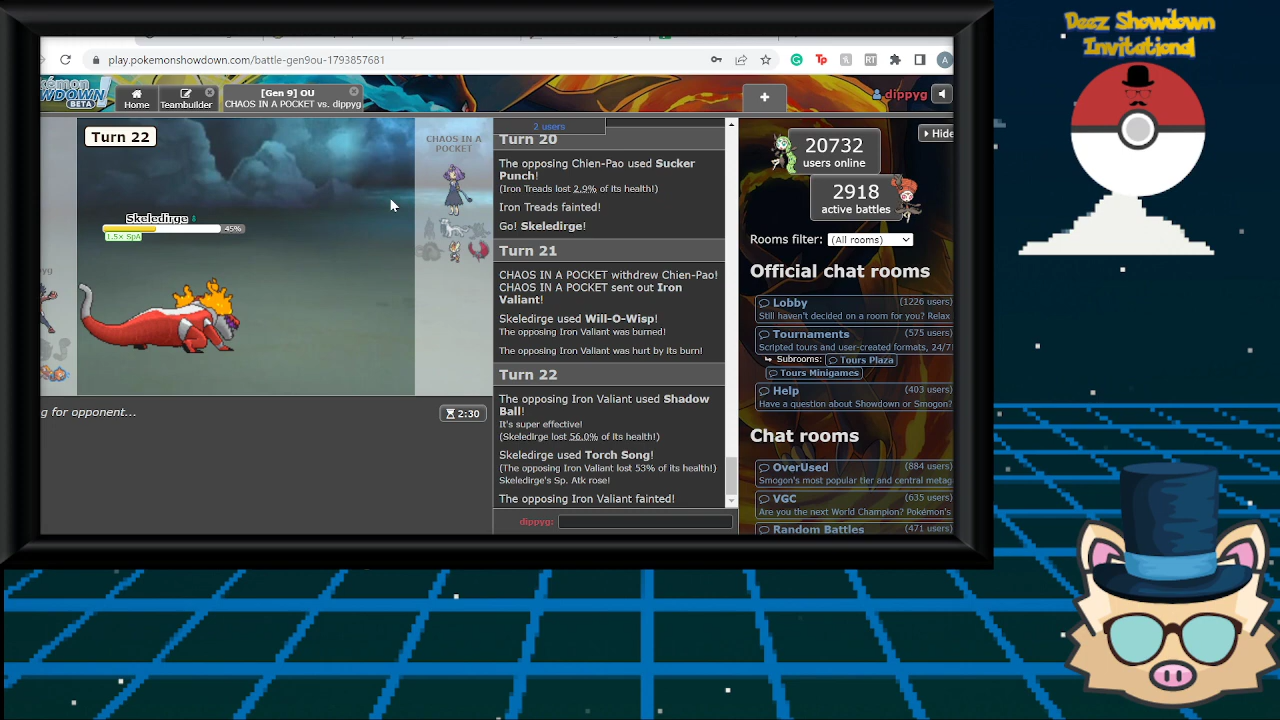 Deez Showdown
Invitational
play.pokemonshowdown.com/battle-gen9ou-1793857681
BETA
Home
Teambuilder
[Gen 9] OU
CHAOS IN A POCKET vs. dippyg
dippyg
Turn 22
CHAOS IN A
POCKET
Skeledirge
45%
1.5× SpA
g for opponent...
2:30
2 users
Turn 20
The opposing Chien-Pao used Sucker
Punch!
(Iron Treads lost 2.9% of its health!)
Iron Treads fainted!
Go! Skeledirge!
Turn 21
CHAOS IN A POCKET withdrew Chien-Pao!
CHAOS IN A POCKET sent out Iron
Valiant!
Skeledirge used Will-O-Wisp!
The opposing Iron Valiant was burned!
The opposing Iron Valiant was hurt by its burn!
Turn 22
The opposing Iron Valiant used Shadow
Ball!
It's super effective!
(Skeledirge lost 56.0% of its health!)
Skeledirge used Torch Song!
(The opposing Iron Valiant lost 53% of its health!)
Skeledirge's Sp. Atk rose!
The opposing Iron Valiant fainted!
dippyg:
20732
users online
2918
active battles
Hide
Rooms filter: (All rooms)
Official chat rooms
Lobby (1226 users)
Still haven't decided on a room for you? Relax
Tournaments (575 users)
Scripted tours and user-created formats, 24/7
Subrooms: Tours Plaza
Tours Minigames
Help (403 users)
Have a question about Showdown or Smogon?
Chat rooms
OverUsed (884 users)
Smogon's most popular tier and central metag
VGC (635 users)
Are you the next World Champion? Pokémon's
Random Battles (471 users)